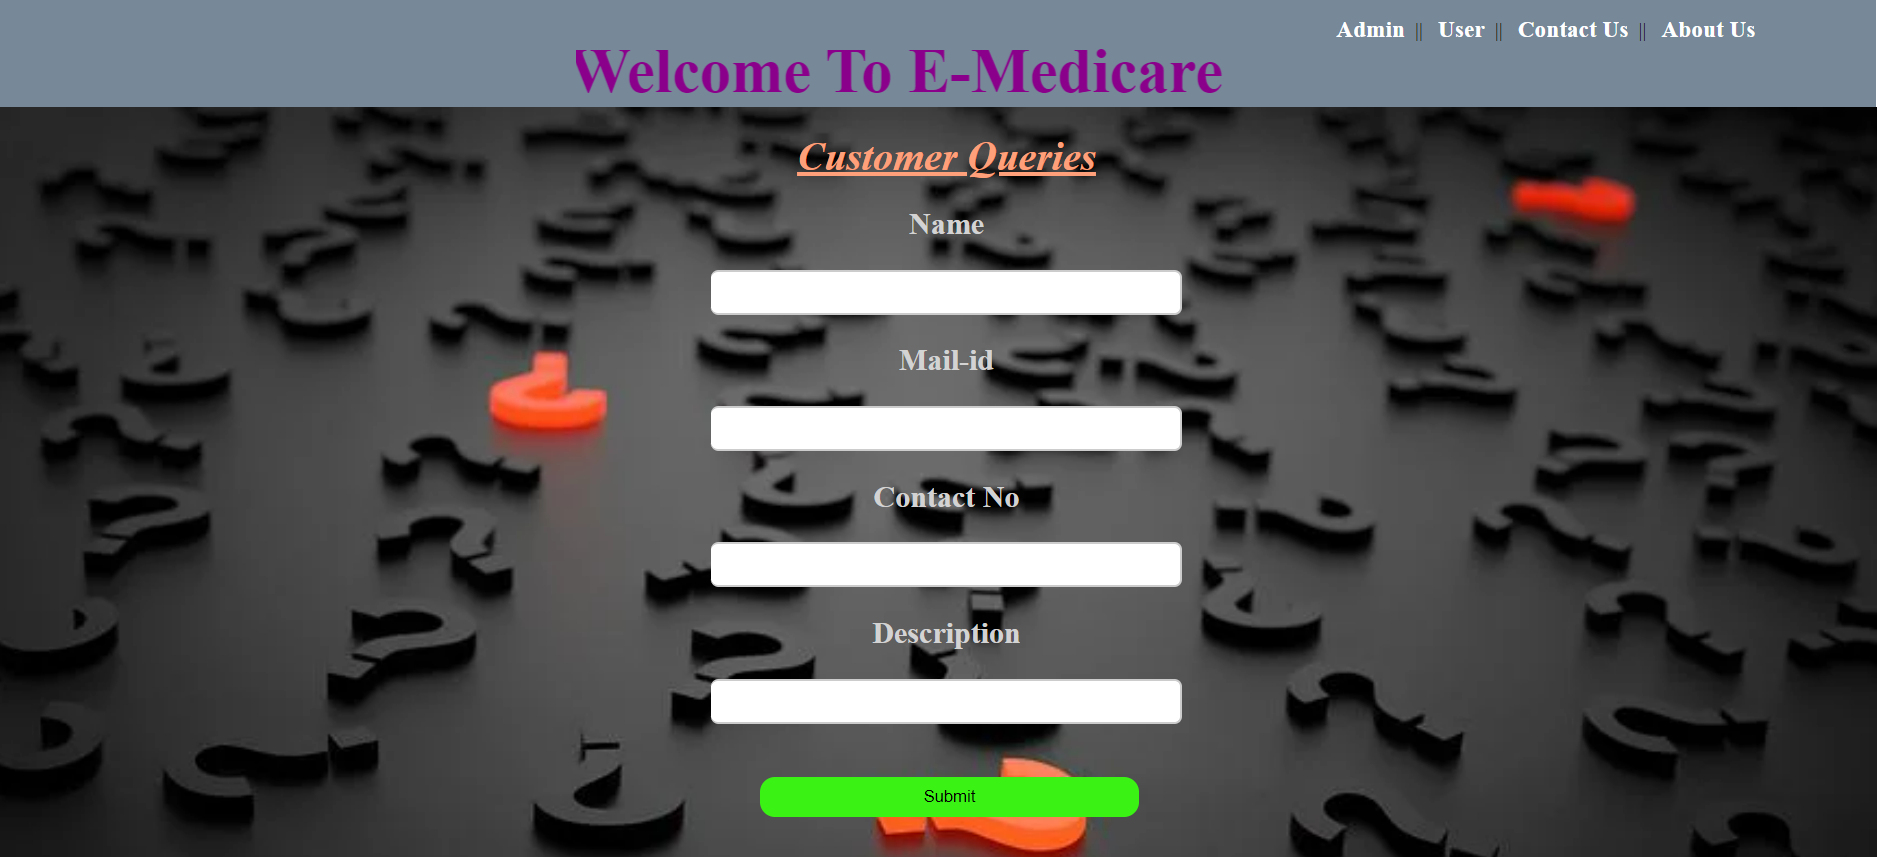 Admin || User || Contact Us || About Us
Welcome To E-Medicare
Customer Queries
Name
Mail-id
Contact No
Description
Submit